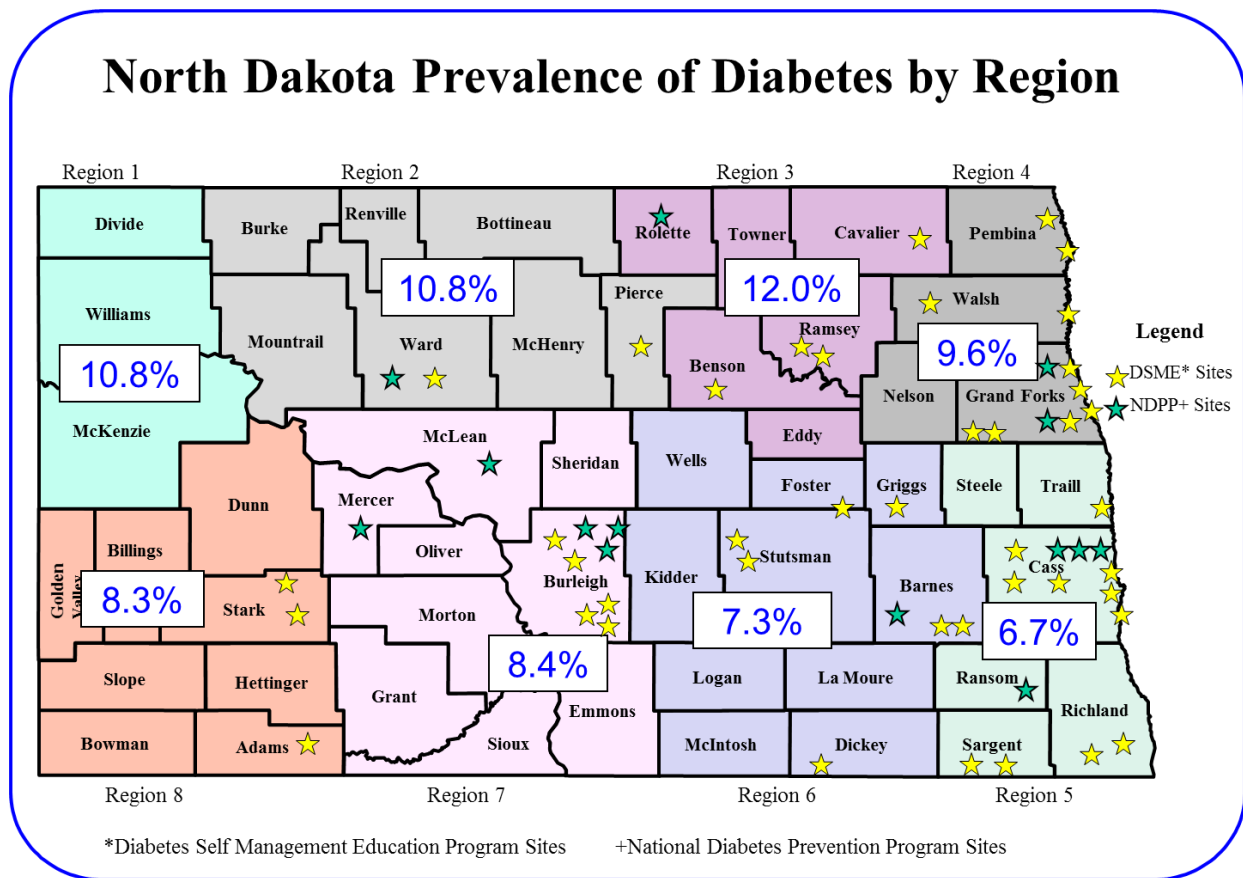 North Dakota Prevalence of Diabetes by Region
Region 1
Region 2
Region 3
Region 4
Divide
Burke
Renville
Bottineau
Rolette
Towner
Cavalier
Pembina
Williams
Mountrail
Ward
McHenry
Pierce
Benson
Ramsey
Walsh
Nelson
Grand Forks
10.8%
10.8%
12.0%
9.6%
Legend
DSME* Sites
NDPP+ Sites
McKenzie
Dunn
McLean
Sheridan
Wells
Eddy
Foster
Griggs
Steele
Traill
Mercer
Oliver
Golden
Valley
Billings
Stark
Morton
Burleigh
Kidder
Stutsman
Barnes
Cass
8.3%
8.4%
7.3%
6.7%
Slope
Hettinger
Grant
Emmons
Logan
La Moure
Ransom
Richland
Bowman
Adams
Sioux
McIntosh
Dickey
Sargent
Region 8
Region 7
Region 6
Region 5
*Diabetes Self Management Education Program Sites
+National Diabetes Prevention Program Sites